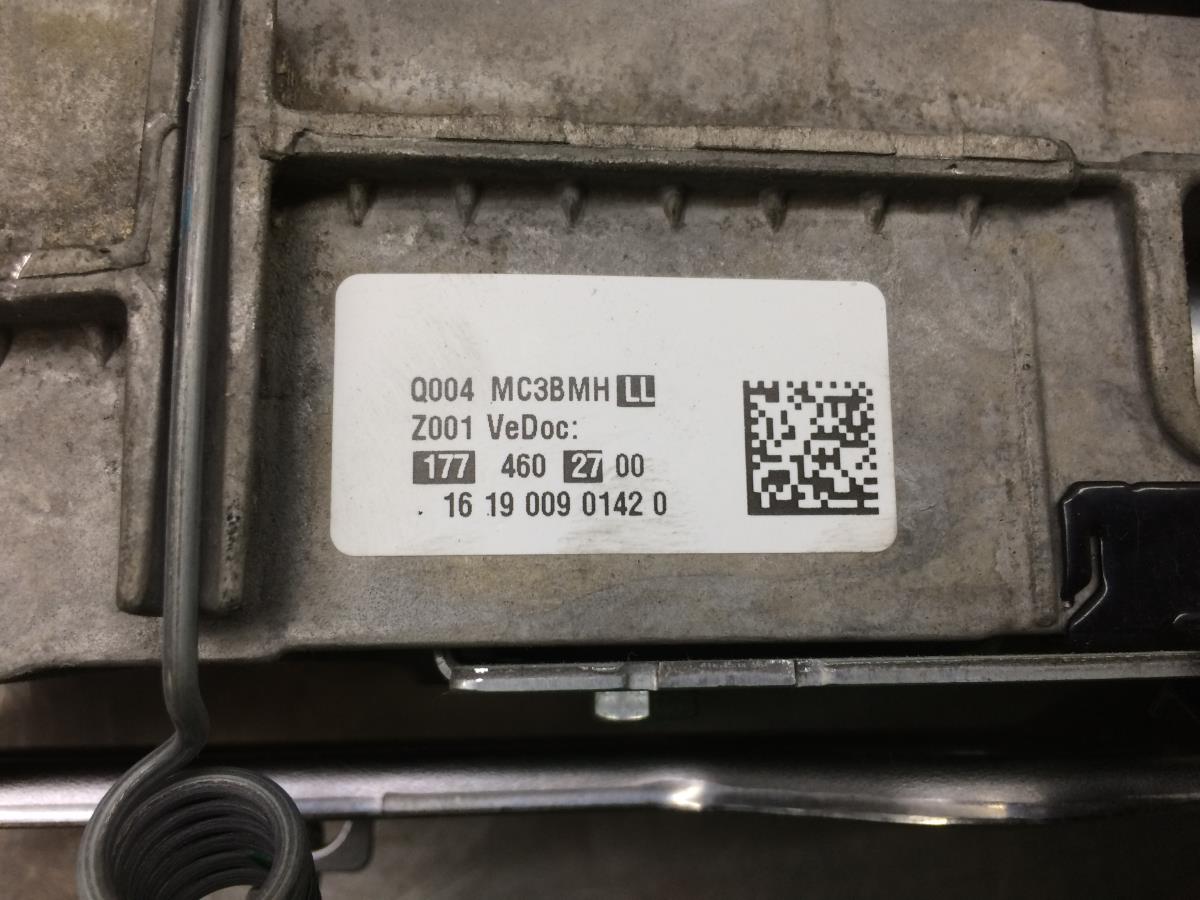 Q004 MC3BMH LL
Z001 VeDoc:
177 460 27 00
16 19 009 0142 0